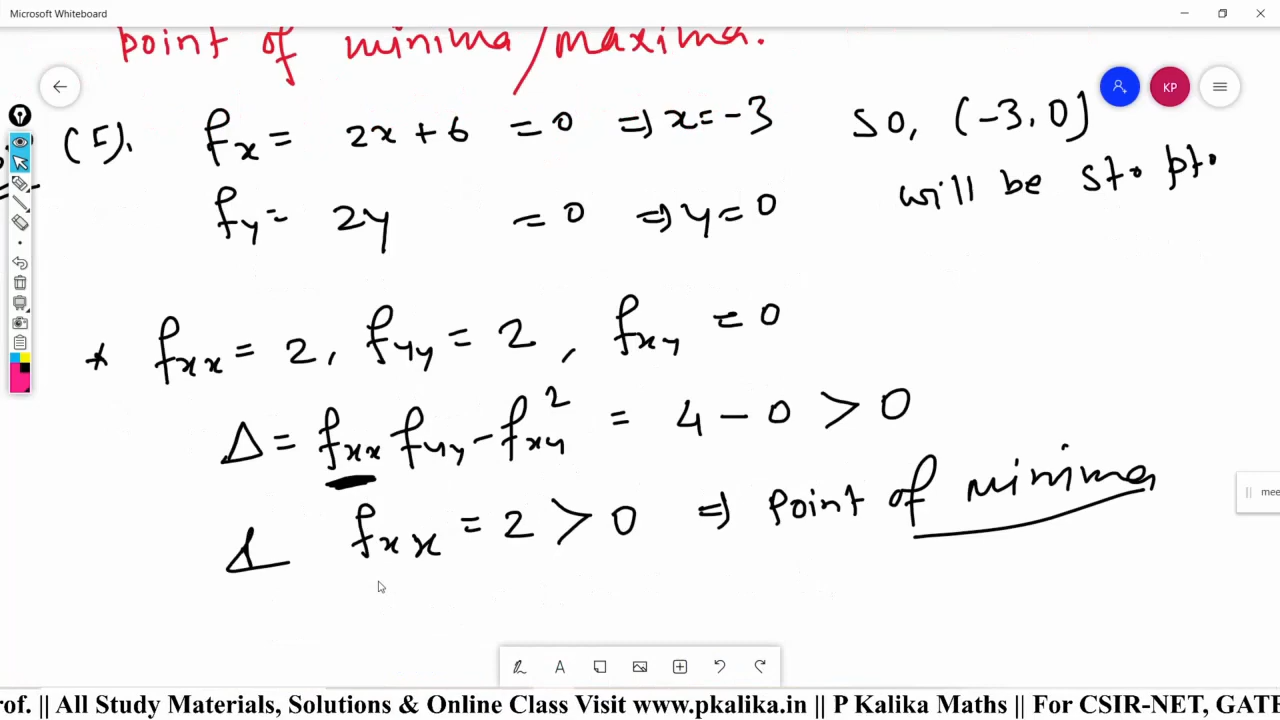 Microsoft Whiteboard
point of minima/maxima.
KP
(5). fx = 2x + 6 = 0 ⇒ x = -3 so, (-3, 0)
fy = 2y = 0 ⇒ y = 0 will be st. pt.
* fxx = 2, fyy = 2, fxy = 0
Δ = fxx fyy - fxy² = 4 - 0 > 0
& fxx = 2 > 0 ⇒ point of minima
mee
A
rof. || All Study Materials, Solutions & Online Class Visit www.pkalika.in || P Kalika Maths || For CSIR-NET, GATE